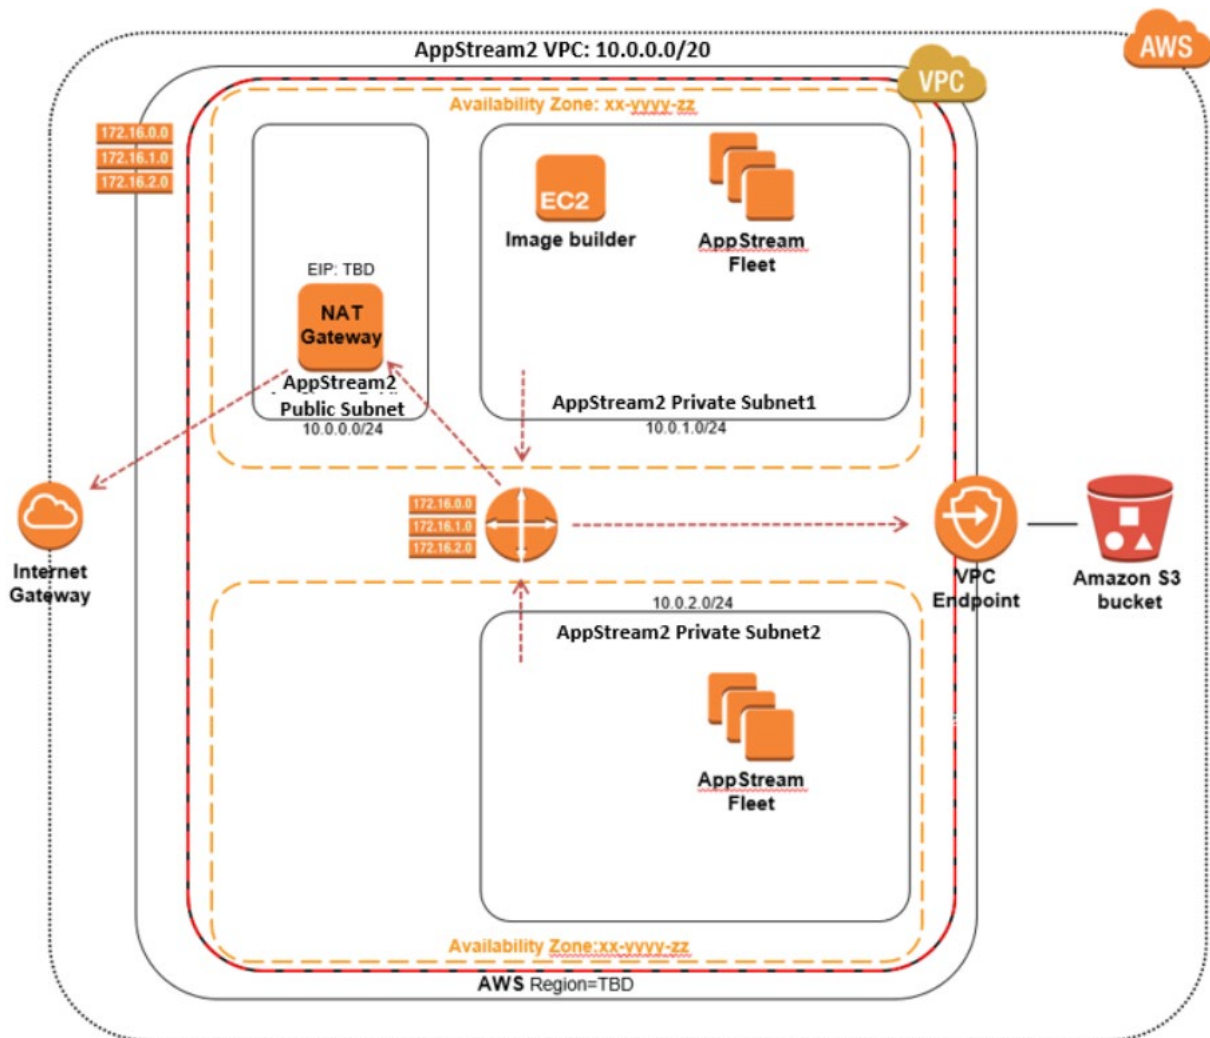 AppStream2 VPC: 10.0.0.0/20
AWS
VPC
Availability Zone: xx-yyyy-zz
172.16.0.0
172.16.1.0
172.16.2.0
EC2
Image builder
AppStream
Fleet
EIP: TBD
NAT
Gateway
AppStream2
Public Subnet
10.0.0.0/24
AppStream2 Private Subnet1
10.0.1.0/24
172.16.0.0
172.16.1.0
172.16.2.0
Internet
Gateway
VPC
Endpoint
Amazon S3
bucket
10.0.2.0/24
AppStream2 Private Subnet2
AppStream
Fleet
Availability Zone:xx-yyyy-zz
AWS Region=TBD